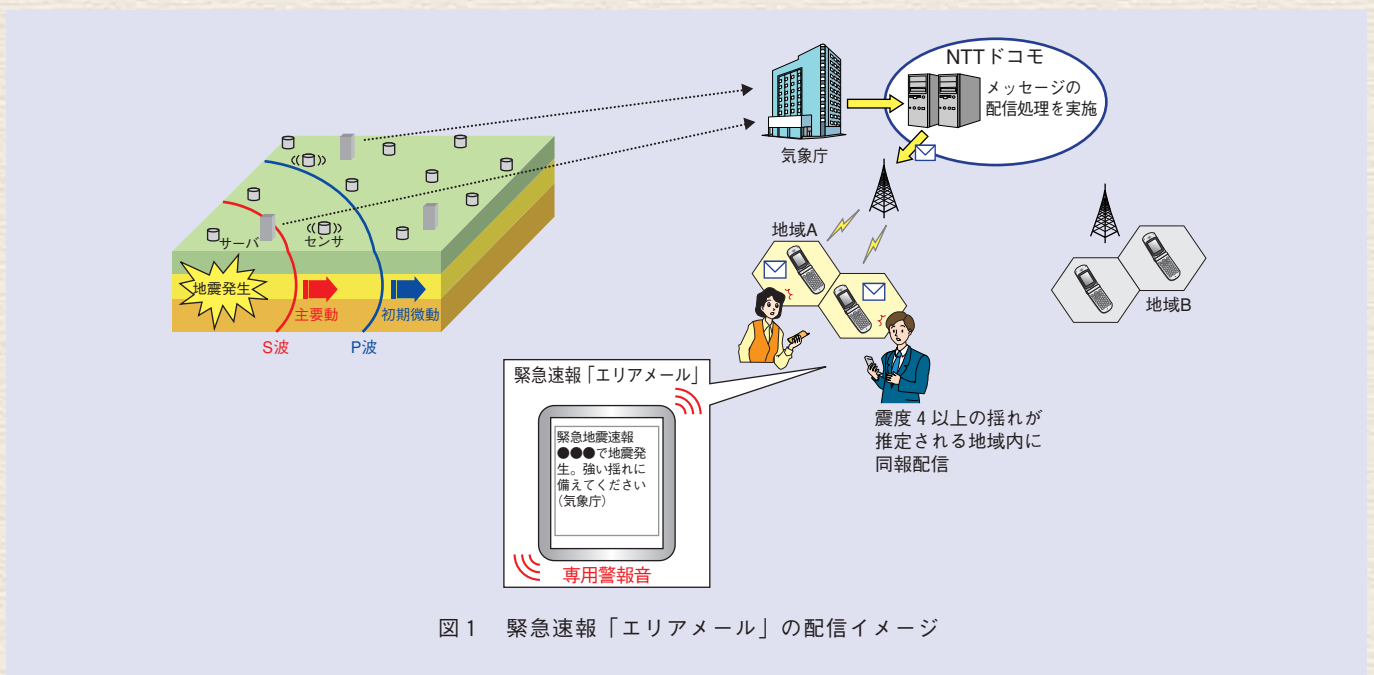 NTTドコモ
メッセージの
配信処理を実施
気象庁
サーバ
センサ
地震発生
主要動
初期微動
S波
P波
地域A
地域B
緊急速報「エリアメール」
緊急地震速報
●●●で地震発
生。強い揺れに
備えてください
(気象庁)
専用警報音
震度4以上の揺れが
推定される地域内に
同報配信
図1 緊急速報「エリアメール」の配信イメージ